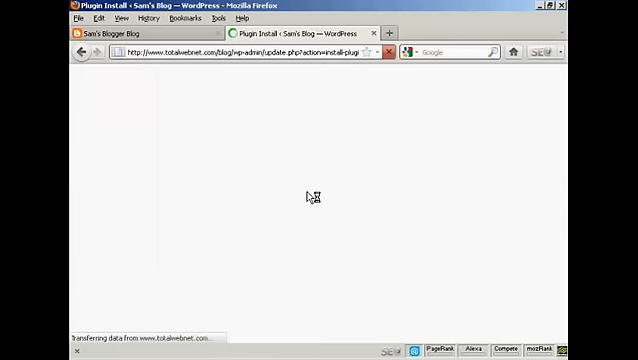 Plugin Install ‹ Sam's Blog — WordPress - Mozilla Firefox
File Edit View History Bookmarks Tools Help
Sam's Blogger Blog
Plugin Install ‹ Sam's Blog — WordPress
http://www.totalwebnet.com/blog/wp-admin/update.php?action=install-plugi
Google
SEO
Transferring data from www.totalwebnet.com...
SEO PageRank Alexa Compete mozRank